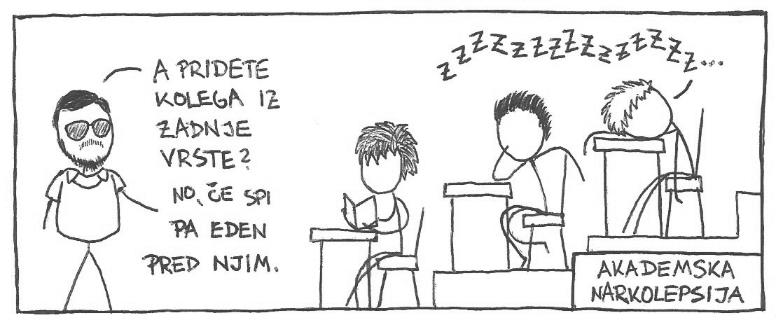 A PRIDETE
KOLEGA IZ
ZADNJE
VRSTE?
NO, ČE SPI
PA EDEN
PRED NJIM.
ZZZZZZZZZZZZZZZZ...
AKADEMSKA
NARKOLEPSIJA